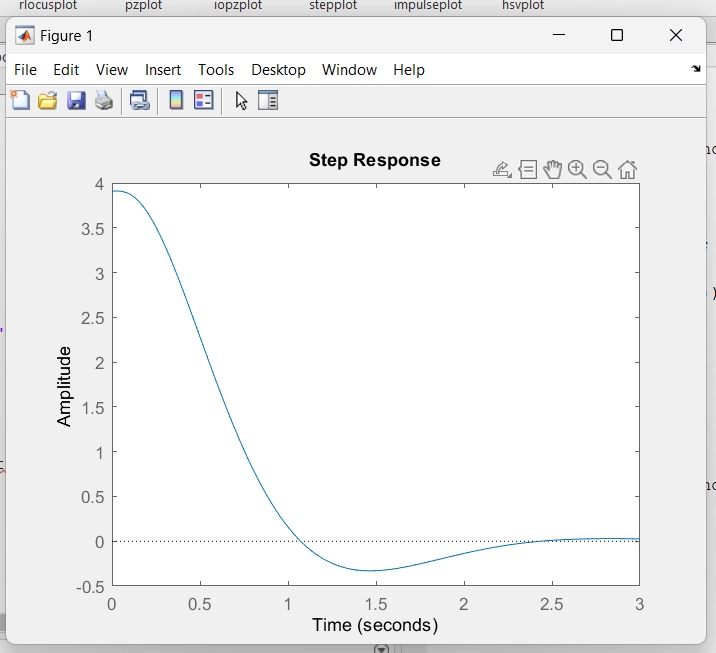 rlocusplot pzplot iopzplot stepplot impulseplot hsvplot
Figure 1
File Edit View Insert Tools Desktop Window Help
Step Response
4
3.5
3
2.5
2
1.5
1
0.5
0
-0.5
Amplitude
0 0.5 1 1.5 2 2.5 3
Time (seconds)